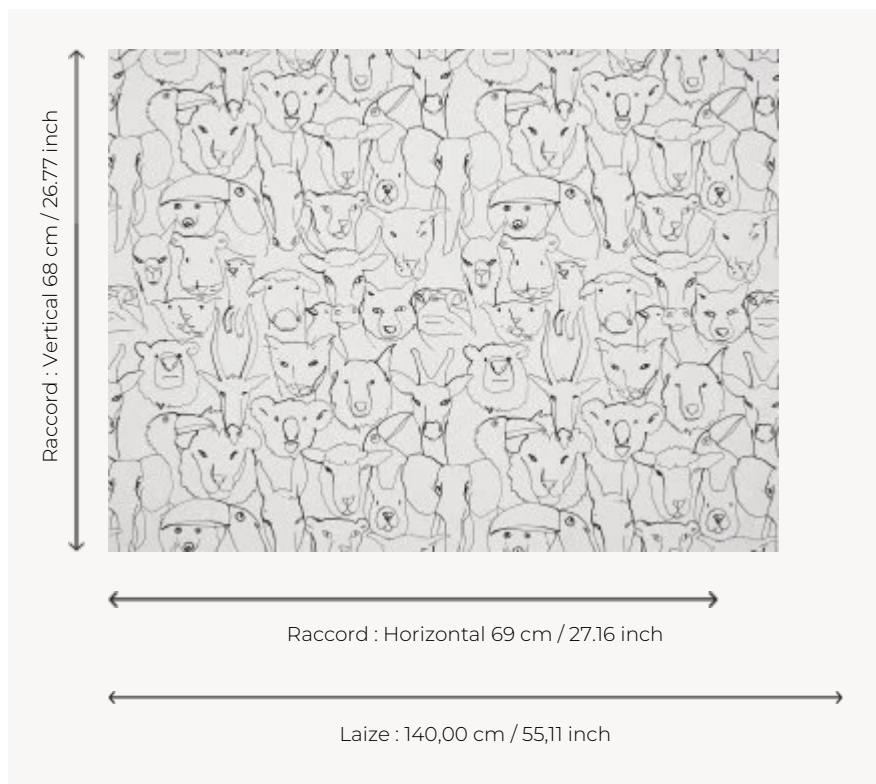 Raccord : Vertical 68 cm / 26.77 inch
Raccord : Horizontal 69 cm / 27.16 inch
Laize : 140,00 cm / 55,11 inch